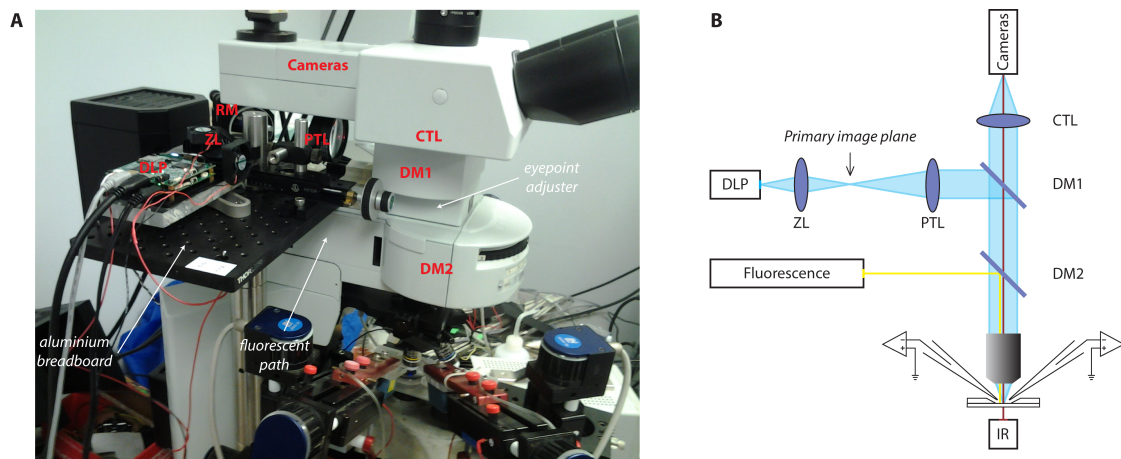 A
Cameras
RM
ZL
PTL
CTL
DLP
DM1
eyepoint
adjuster
DM2
THOR
aluminium
breadboard
fluorescent
path
B
Cameras
CTL
Primary image plane
DLP
DM1
ZL
PTL
Fluorescence
DM2
IR